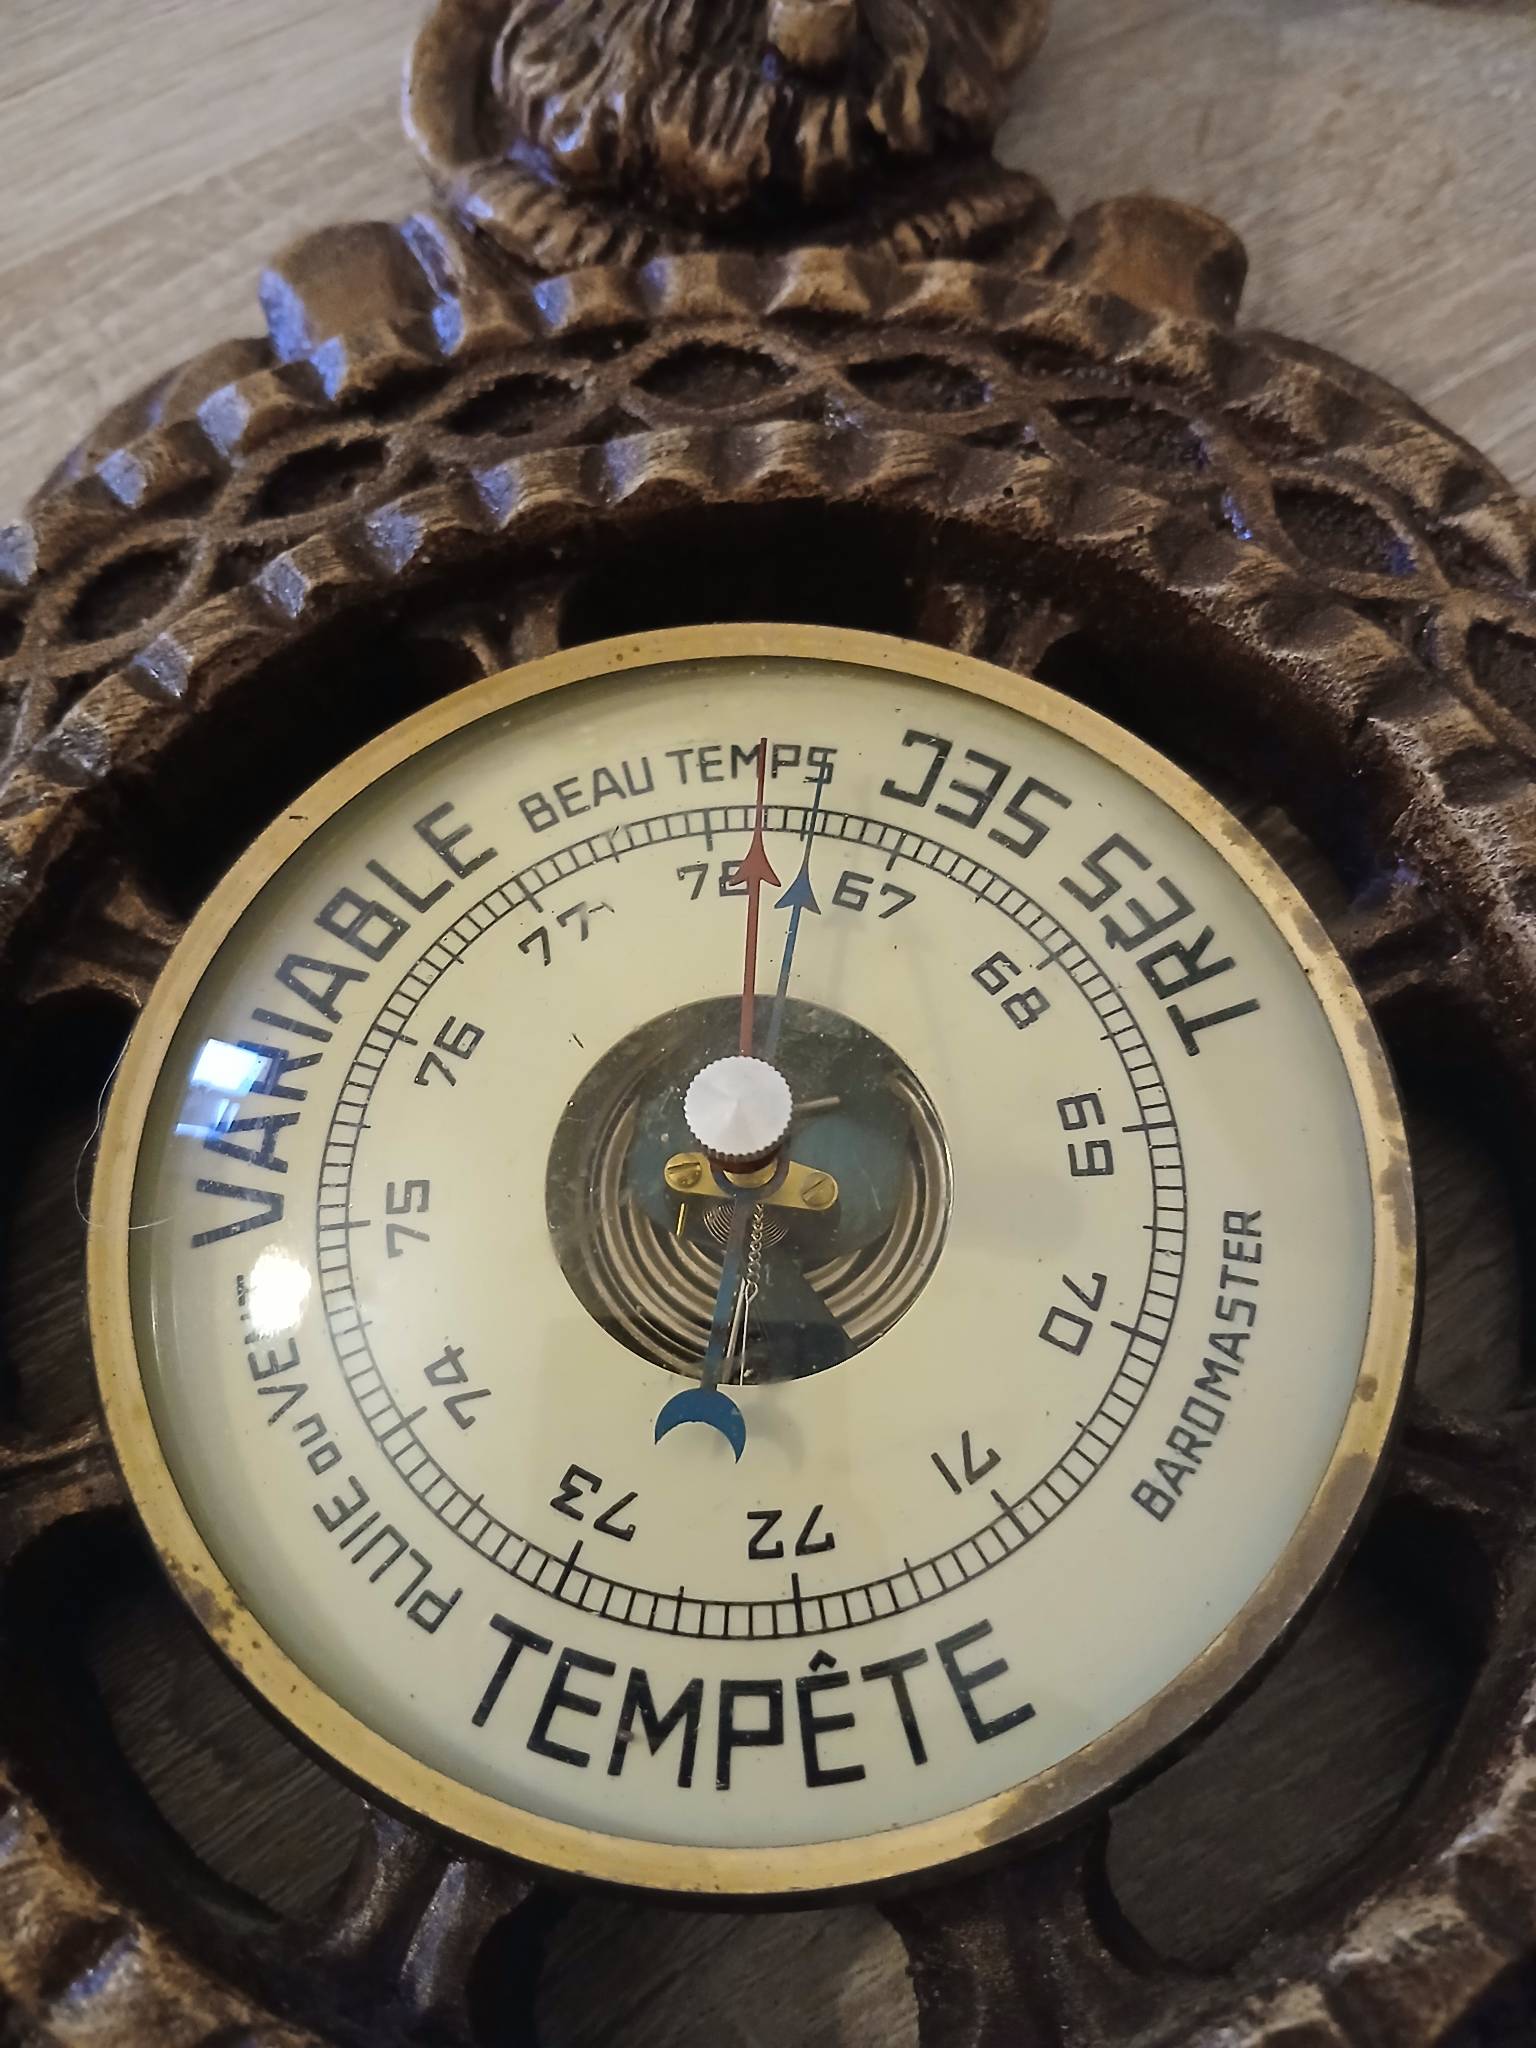 VARIABLE
BEAU TEMPS
TRÈS SEC
PLUIE OU VENT
TEMPÊTE
BAROMASTER
67
68
69
70
71
72
73
74
75
76
77
78